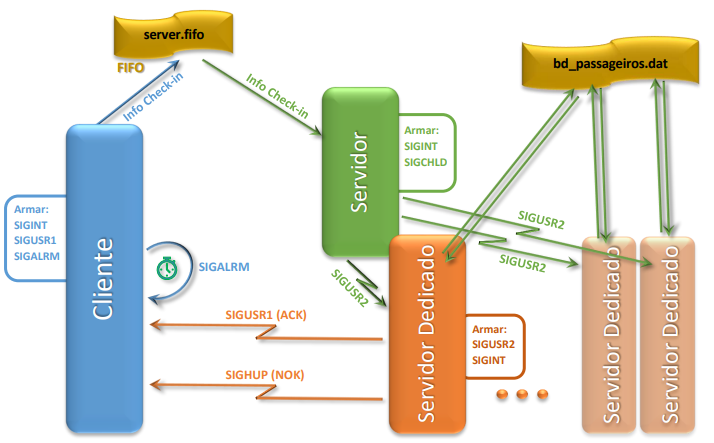 server.fifo
FIFO
Info Check-in
Info Check-in
bd_passageiros.dat
Servidor
Armar:
SIGINT
SIGCHLD
Armar:
SIGINT
SIGUSR1
SIGALRM
Cliente
SIGALRM
SIGUSR2
SIGUSR2
SIGUSR2
SIGUSR1 (ACK)
SIGHUP (NOK)
Servidor Dedicado
Armar:
SIGUSR2
SIGINT
Servidor Dedicado
Servidor Dedicado